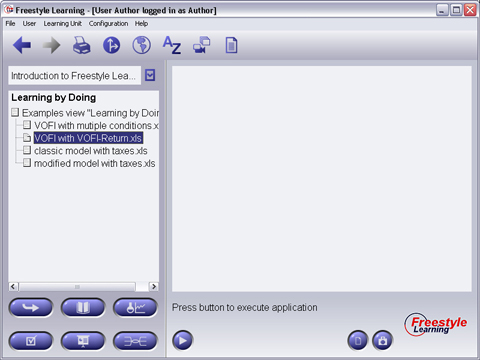 Freestyle Learning - [User Author logged in as Author]
File User Learning Unit Configuration Help
AZ
Introduction to Freestyle Lea...
Learning by Doing
Examples view "Learning by Doin
VOFI with mutiple conditions.x
VOFI with VOFI-Return.xls
classic model with taxes.xls
modified model with taxes.xls
Press button to execute application
Freestyle
Learning